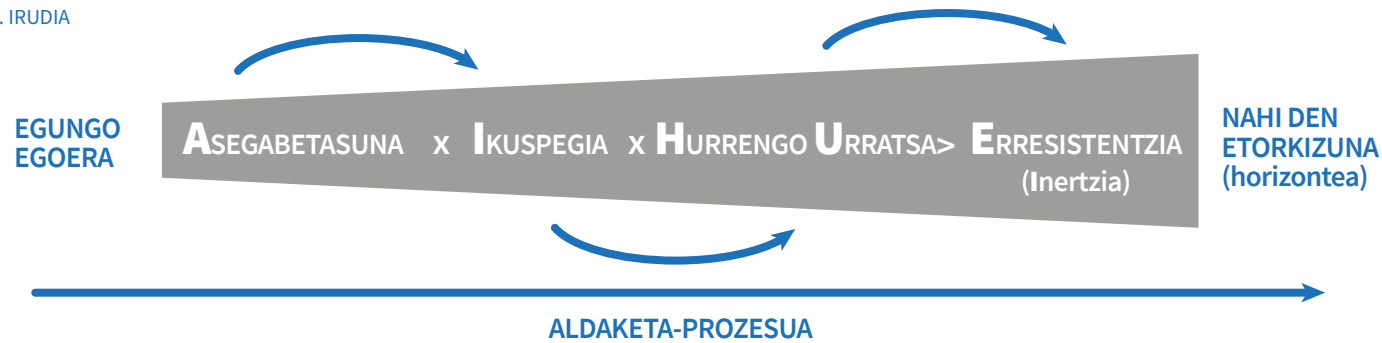 . IRUDIA
EGUNGO
EGOERA
ASEGABETASUNA x IKUSPEGIA x HURRENGO URRATSA> ERRESISTENTZIA
(Inertzia)
NAHI DEN
ETORKIZUNA
(horizontea)
ALDAKETA-PROZESUA